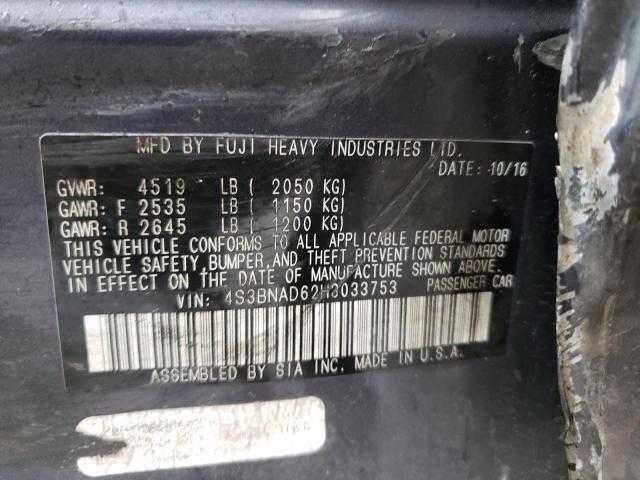 MFD BY FUJI HEAVY INDUSTRIES LTD.
DATE: 10/16
GVWR: 4519 LB ( 2050 KG)
GAWR: F 2535 LB ( 1150 KG)
GAWR: R 2645 LB ( 1200 KG)
THIS VEHICLE CONFORMS TO ALL APPLICABLE FEDERAL MOTOR
VEHICLE SAFETY, BUMPER, AND THEFT PREVENTION STANDARDS
IN EFFECT ON THE DATE OF MANUFACTURE SHOWN ABOVE.
VIN: 4S3BNAD62H3033753 PASSENGER CAR
ASSEMBLED BY SIA INC. MADE IN U.S.A.